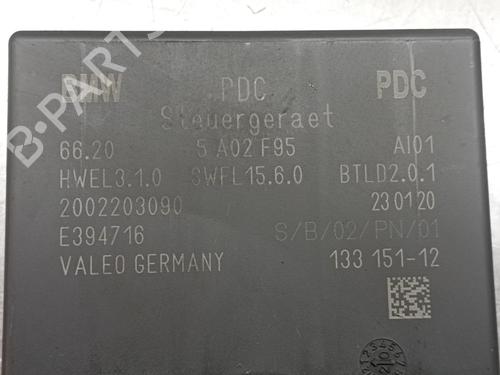 B-PARTS
BMW PDC PDC
Steuergeraet
66.20 5 A02 F95 AI01
HWEL3.1.0 SWFL15.6.0 BTLD2.0.1
2002203090 230120
E394716 S/B/02/PN/01
VALEO GERMANY 133 151-12